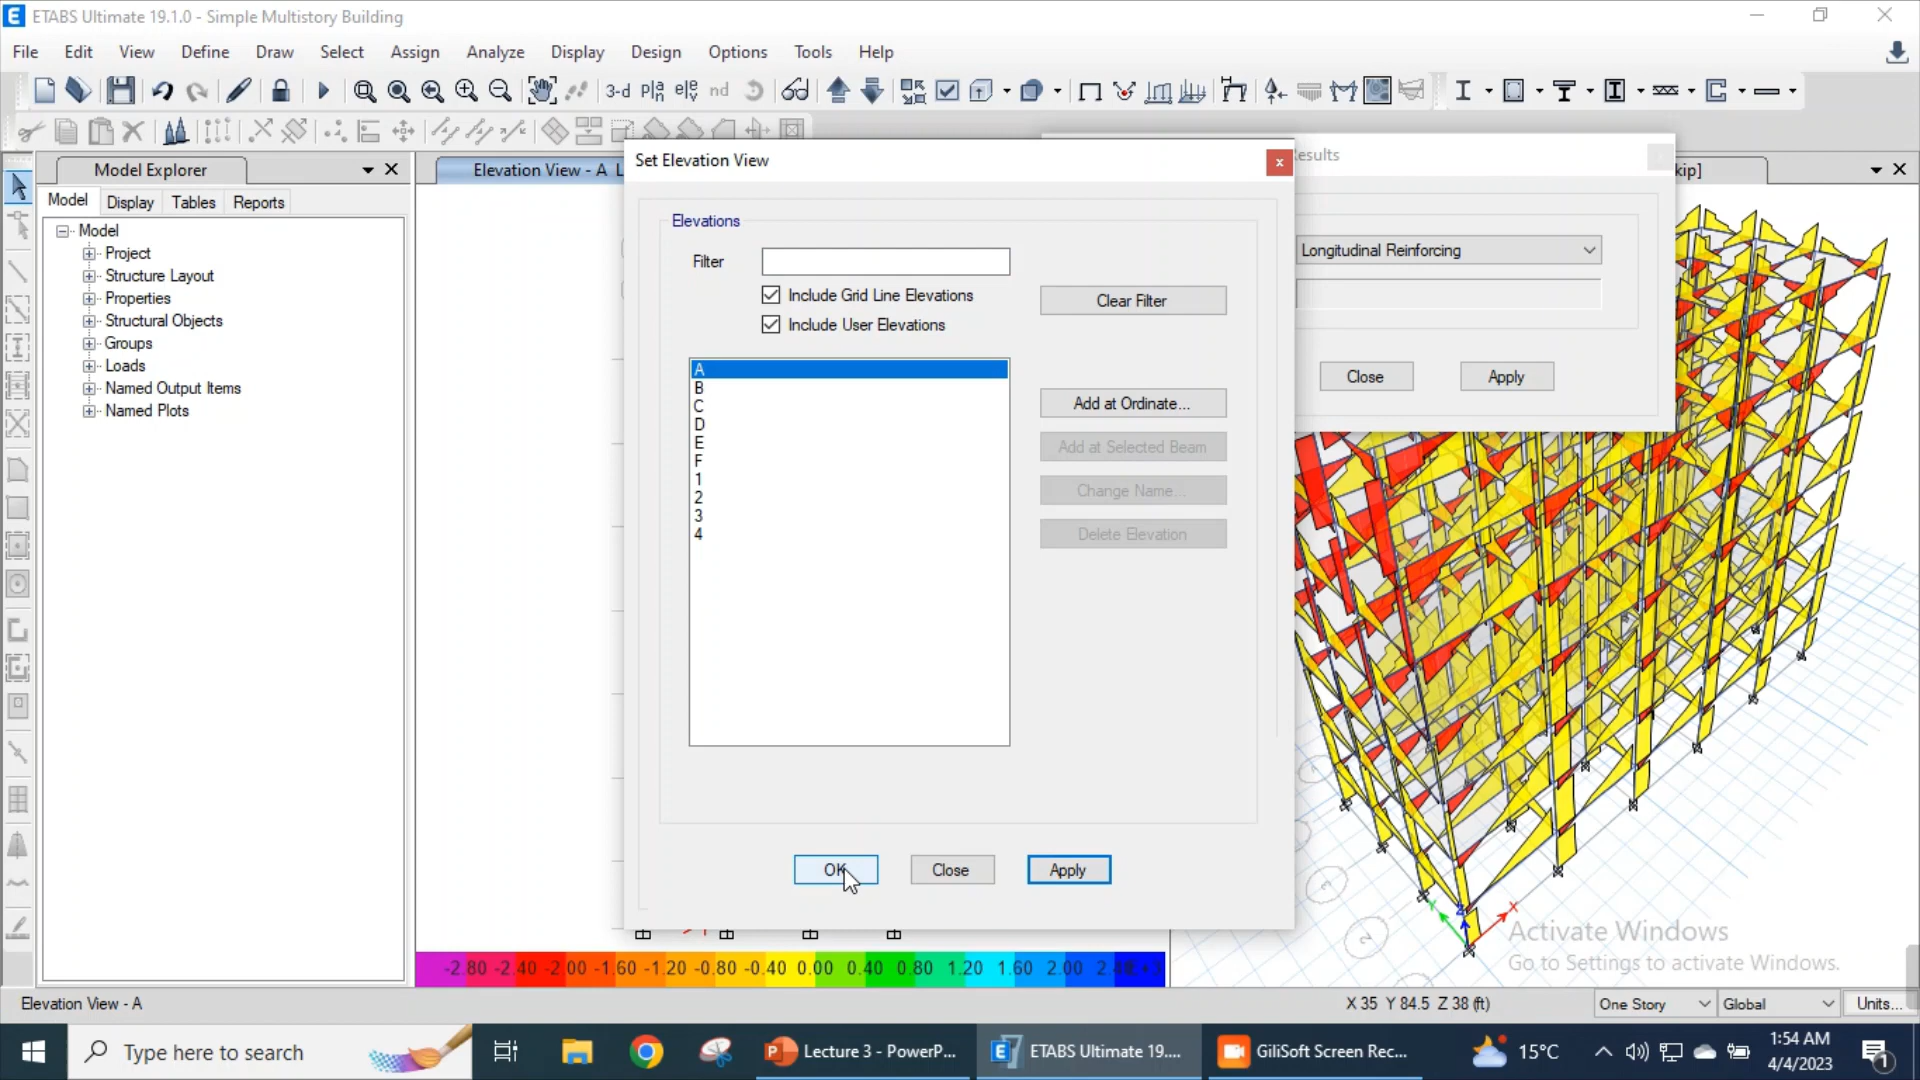 ETABS Ultimate 19.1.0 - Simple Multistory Building
File Edit View Define Draw Select Assign Analyze Display Design Options Tools Help
3-d nd
Model Explorer
Elevation View - A
Set Elevation View
esults
kip]
Model Display Tables Reports
Model
Project
Structure Layout
Properties
Structural Objects
Groups
Loads
Named Output Items
Named Plots
Elevations
Filter
Include Grid Line Elevations
Include User Elevations
Clear Filter
A
B
C
D
E
F
1
2
3
4
Add at Ordinate...
Add at Selected Beam
Change Name...
Delete Elevation
OK Close Apply
Longitudinal Reinforcing
Close Apply
X
Y
Z
Activate Windows
Go to Settings to activate Windows.
-2.80 -2.40 -2.00 -1.60 -1.20 -0.80 -0.40 0.00 0.40 0.80 1.20 1.60 2.00
Elevation View - A
X 35 Y 84.5 Z 38 (ft)
One Story Global Units...
Type here to search
Lecture 3 - PowerP...
ETABS Ultimate 19....
GiliSoft Screen Rec...
15°C
1:54 AM
4/4/2023
1